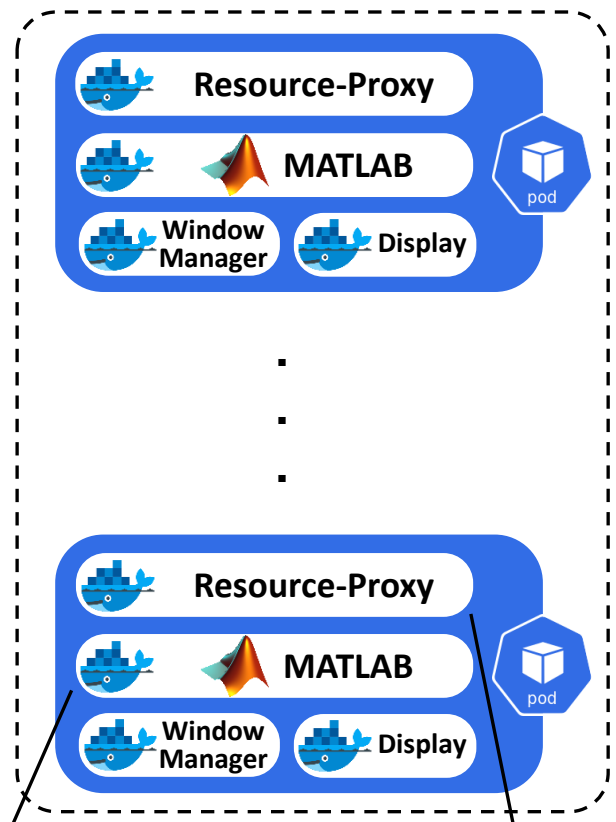 Resource-Proxy
MATLAB
pod
Window
Manager
Display
.
.
.
Resource-Proxy
MATLAB
pod
Window
Manager
Display